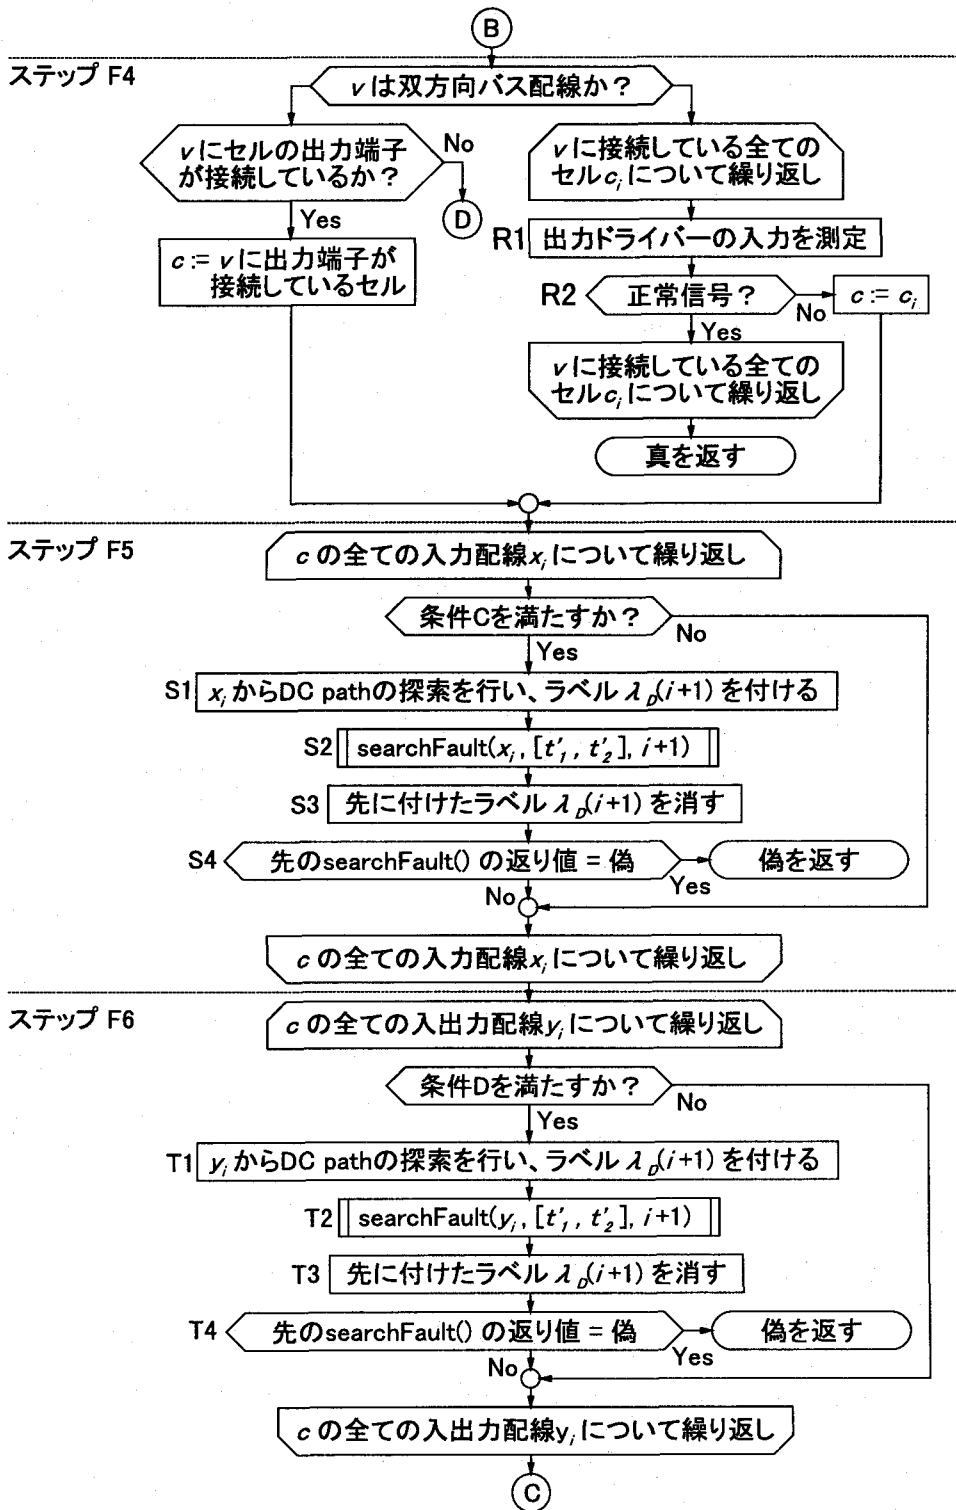 B
ステップ F4
vは双方向バス配線か？
vにセルの出力端子
が接続しているか？
No
D
Yes
c := vに出力端子が
接続しているセル
vに接続している全ての
セルc_iについて繰り返し
R1 出力ドライバーの入力を測定
R2 正常信号？
No
c := c_i
Yes
vに接続している全ての
セルc_iについて繰り返し
真を返す
ステップ F5
c の全ての入力配線x_iについて繰り返し
条件Cを満たすか？
No
Yes
S1 x_iからDC pathの探索を行い、ラベル λ_D(i+1) を付ける
S2 searchFault(x_i, [t'_1, t'_2], i+1)
S3 先に付けたラベル λ_D(i+1) を消す
S4 先のsearchFault() の返り値 = 偽
Yes
偽を返す
No
c の全ての入力配線x_iについて繰り返し
ステップ F6
c の全ての入出力配線y_iについて繰り返し
条件Dを満たすか？
No
Yes
T1 y_iからDC pathの探索を行い、ラベル λ_D(i+1) を付ける
T2 searchFault(y_i, [t'_1, t'_2], i+1)
T3 先に付けたラベル λ_D(i+1) を消す
T4 先のsearchFault() の返り値 = 偽
Yes
偽を返す
No
c の全ての入出力配線y_iについて繰り返し
C